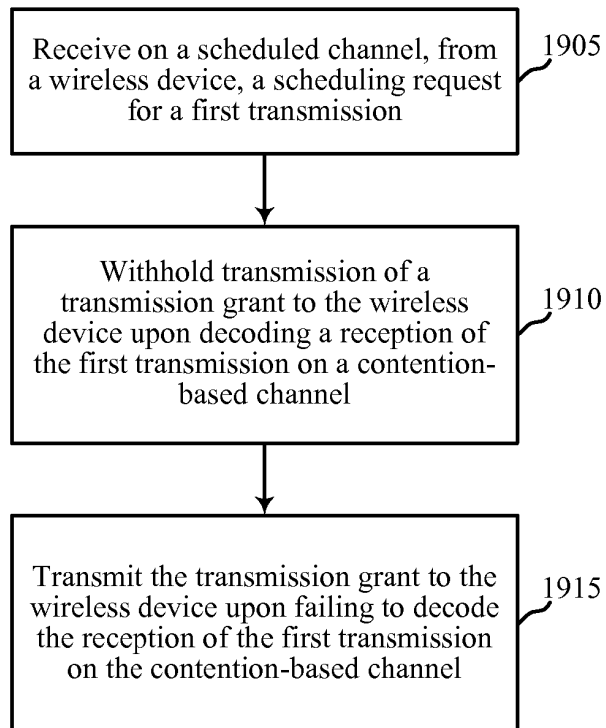 Receive on a scheduled channel, from
a wireless device, a scheduling request
for a first transmission
1905
Withhold transmission of a
transmission grant to the wireless
device upon decoding a reception of
the first transmission on a contention-
based channel
1910
Transmit the transmission grant to the
wireless device upon failing to decode
the reception of the first transmission
on the contention-based channel
1915